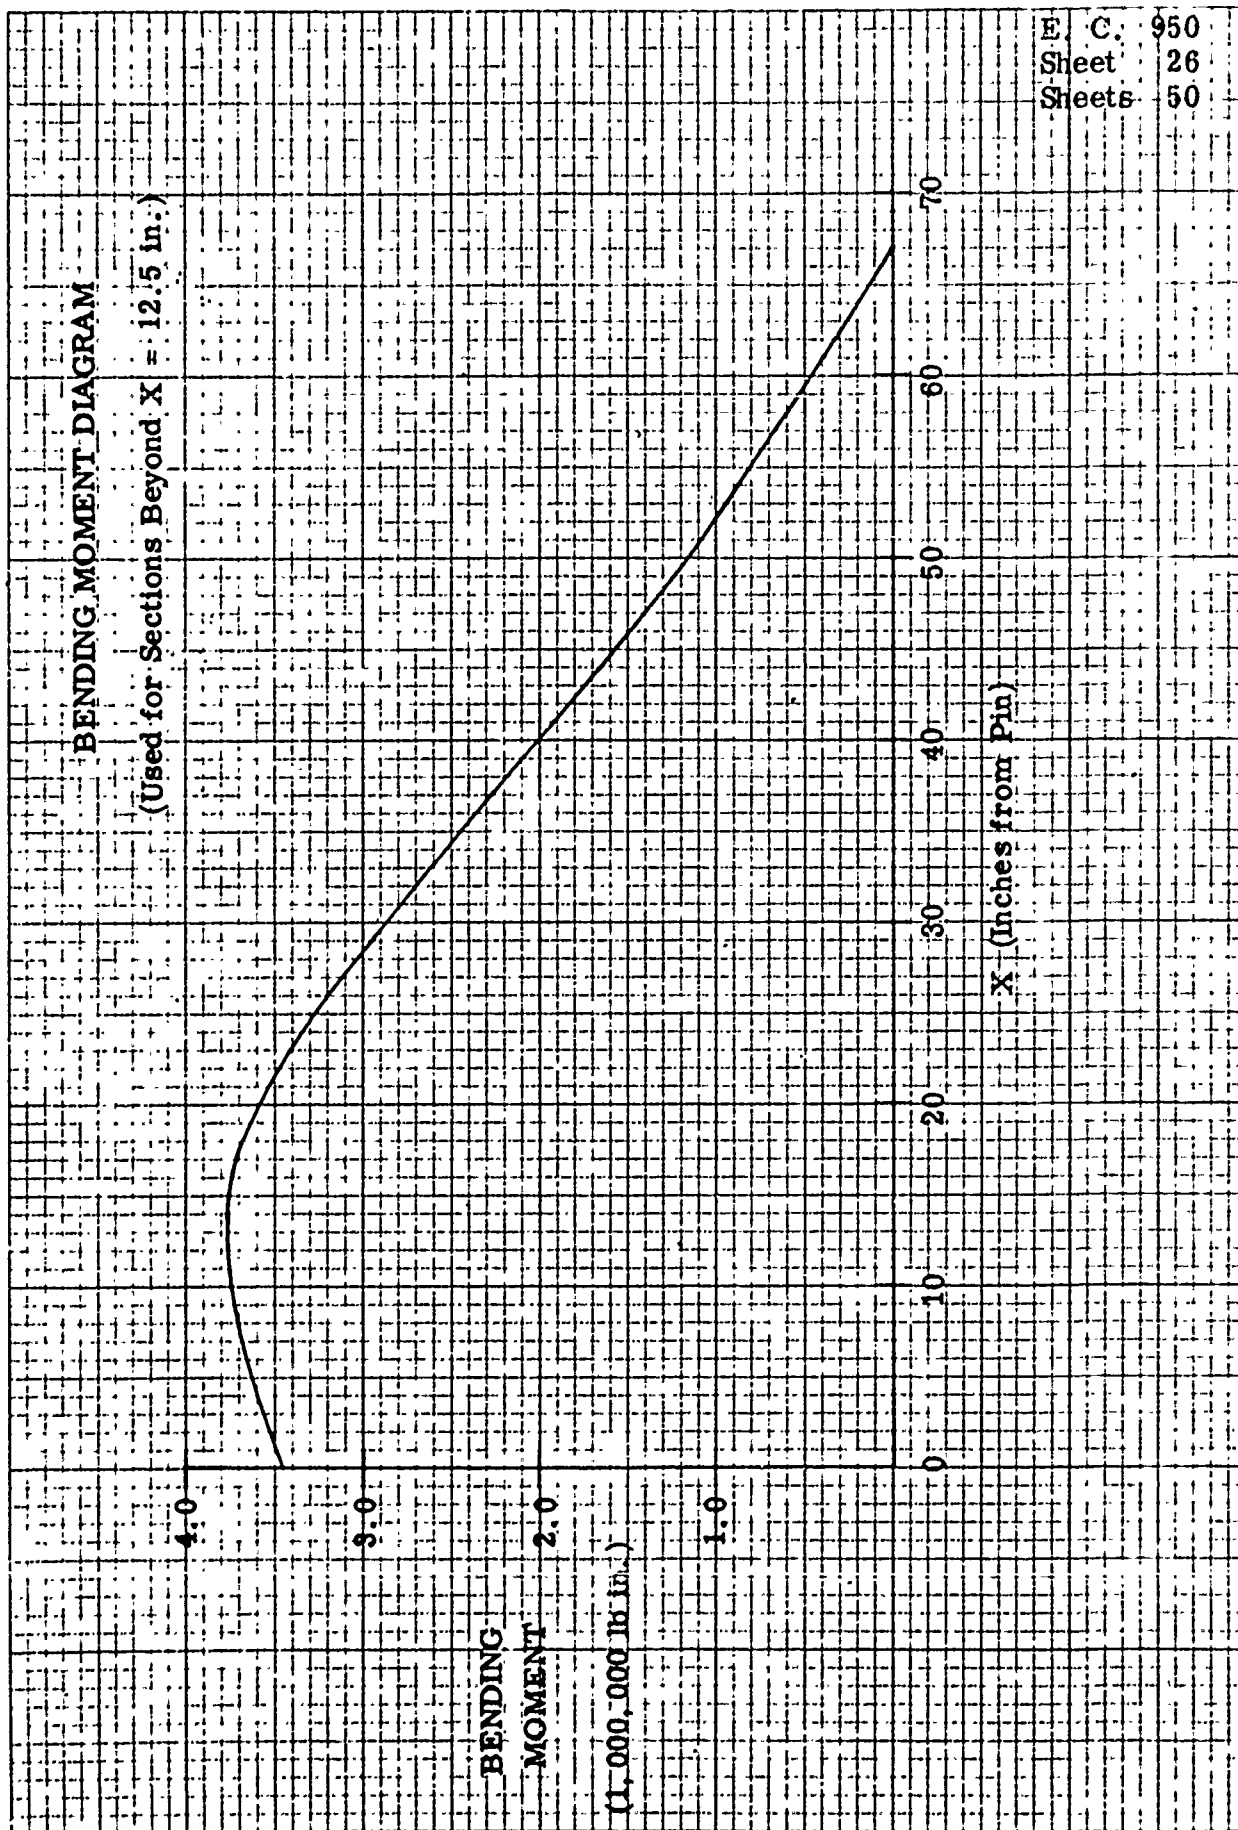 E. C. 950
Sheet 26
Sheets 50
BENDING MOMENT DIAGRAM
(Used for Sections Beyond X = 12.5 in.)
BENDING
MOMENT
(1,000,000 lb in.)
4.0
3.0
2.0
1.0
0
10
20
30
40
50
60
70
X (Inches from Pin)